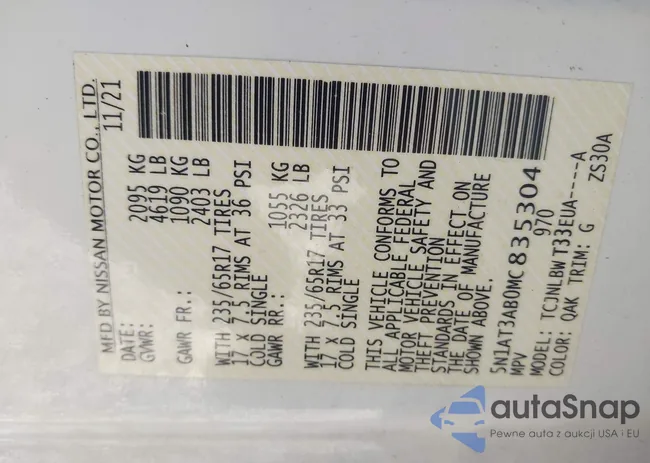 MFD BY NISSAN MOTOR CO., LTD.
DATE: 11/21
GVWR: 2095 KG
4619 LB
GAWR FR.: 1090 KG
2403 LB
WITH 235/65R17 TIRES
17 X 7.5 RIMS AT 36 PSI
COLD SINGLE
GAWR RR.: 1055 KG
2326 LB
WITH 235/65R17 TIRES
17 X 7.5 RIMS AT 33 PSI
COLD SINGLE
THIS VEHICLE CONFORMS TO
ALL APPLICABLE FEDERAL
MOTOR VEHICLE SAFETY AND
THEFT PREVENTION
STANDARDS IN EFFECT ON
THE DATE OF MANUFACTURE
SHOWN ABOVE.
5N1AT3AB0MC835304
MPV 970
MODEL: TCJNLBW T33EUA----A
COLOR: QAK TRIM: G ZS30A
autaSnap
Pewne auta z aukcji USA i EU